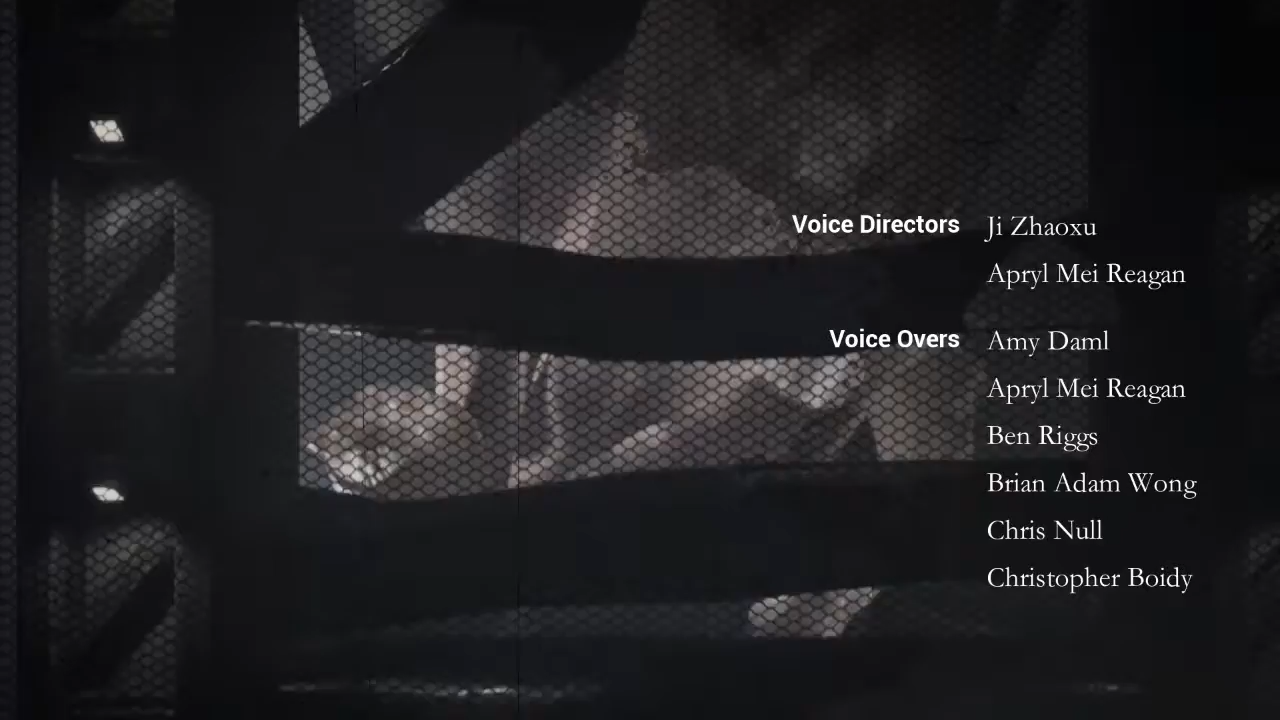 Voice Directors Ji Zhaoxu
Apryl Mei Reagan
Voice Overs Amy Daml
Apryl Mei Reagan
Ben Riggs
Brian Adam Wong
Chris Null
Christopher Boidy